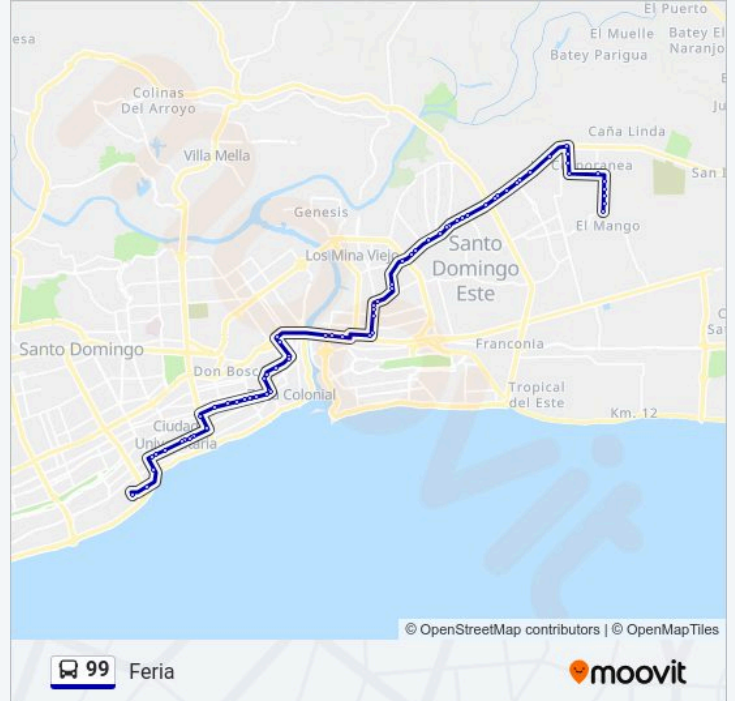 El Puerto
esa
El Muelle
Batey El
Naranjo
Batey Parigua
Colinas
Del Arroyo
Caña Linda
Villa Mella
San I
Genesis
El Mango
Los Mina Viejo
Santo
Domingo
Este
Santo Domingo
Franconia
Don Bosco
Colonial
Tropical
del Este
Km. 12
Ciudad
Universitaria
© OpenStreetMap contributors | © OpenMapTiles
99 Feria
moovit